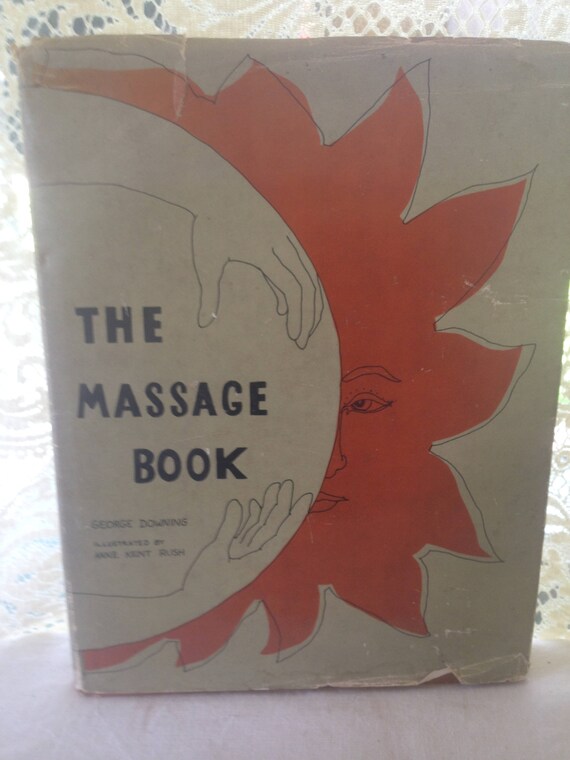 THE
MASSAGE
BOOK
GEORGE DOWNING
ILLUSTRATED BY
ANNE KENT RUSH